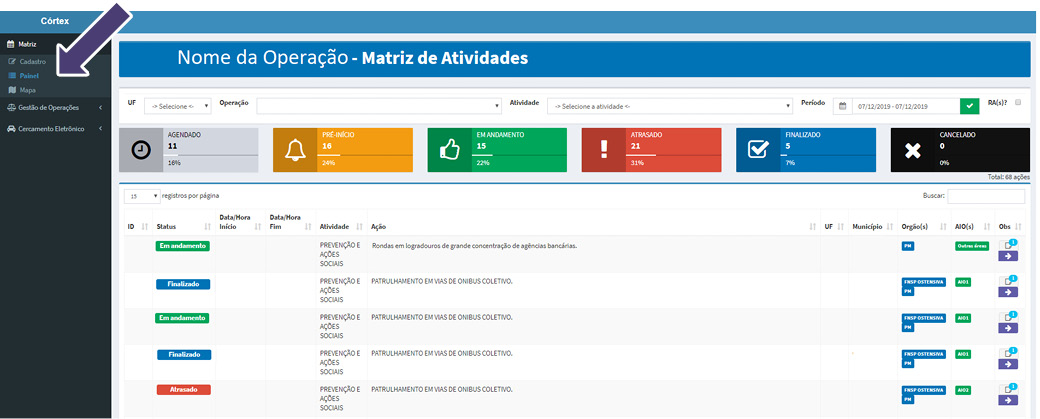 Córtex
Matriz
Cadastro
Painel
Mapa
Gestão de Operações
Cercamento Eletrônico
Nome da Operação - Matriz de Atividades
UF -> Selecione <- Operação Atividade -> Selecione a atividade <- Período 07/12/2019 - 07/12/2019 RA(s)?
AGENDADO
11
16%
PRÉ-INÍCIO
16
24%
EM ANDAMENTO
15
22%
ATRASADO
21
31%
FINALIZADO
5
7%
CANCELADO
0
0%
Total: 68 ações
15 registros por página Buscar:
ID Status Data/Hora Início Data/Hora Fim Atividade Ação UF Município Orgão(s) AIO(s) Obs
Em andamento PREVENÇÃO E Rondas em logradouros de grande concentração de agências bancárias. PM Outras áreas 1
AÇÕES
SOCIAIS
Finalizado PREVENÇÃO E PATRULHAMENTO EM VIAS DE ONIBUS COLETIVO. FNSP OSTENSIVA AIO1 1
AÇÕES PM
SOCIAIS
Em andamento PREVENÇÃO E PATRULHAMENTO EM VIAS DE ONIBUS COLETIVO. FNSP OSTENSIVA AIO1 1
AÇÕES PM
SOCIAIS
Finalizado PREVENÇÃO E PATRULHAMENTO EM VIAS DE ONIBUS COLETIVO. FNSP OSTENSIVA AIO1 1
AÇÕES PM
SOCIAIS
Atrasado PREVENÇÃO E PATRULHAMENTO EM VIAS DE ONIBUS COLETIVO. FNSP OSTENSIVA AIO2 1
AÇÕES PM
SOCIAIS